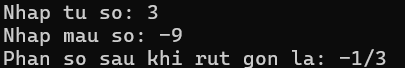 Nhap tu so: 3
Nhap mau so: -9
Phan so sau khi rut gon la: -1/3